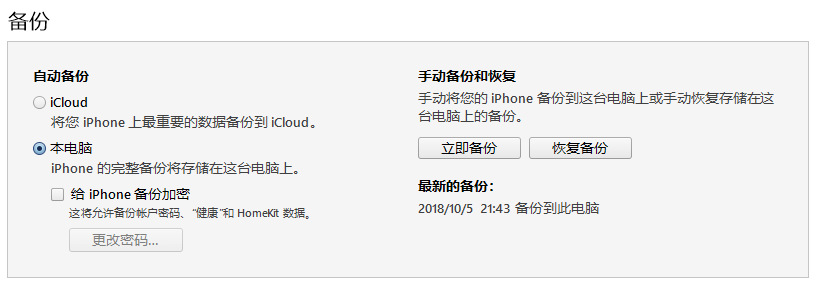 备份
自动备份
iCloud
将您 iPhone 上最重要的数据备份到 iCloud。
本电脑
iPhone 的完整备份将存储在这台电脑上。
给 iPhone 备份加密
这将允许备份帐户密码、“健康”和 HomeKit 数据。
更改密码...
手动备份和恢复
手动将您的 iPhone 备份到这台电脑上或手动恢复存储在这
台电脑上的备份。
立即备份
恢复备份
最新的备份:
2018/10/5 21:43 备份到此电脑